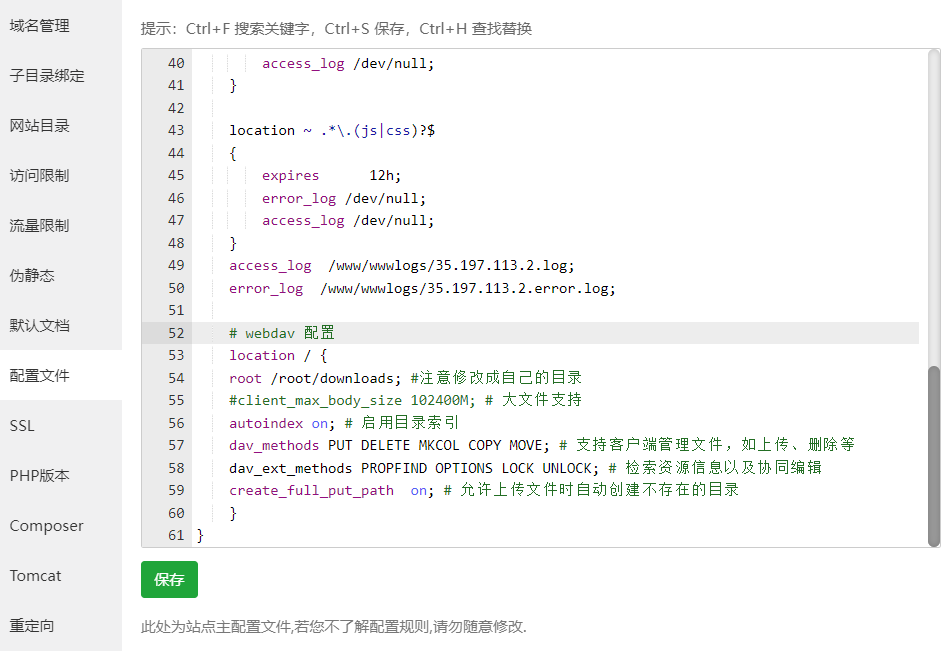 域名管理
子目录绑定
网站目录
访问限制
流量限制
伪静态
默认文档
配置文件
SSL
PHP版本
Composer
Tomcat
重定向
提示：Ctrl+F 搜索关键字，Ctrl+S 保存，Ctrl+H 查找替换
40 access_log /dev/null;
41 }
42
43 location ~ .*\.(js|css)?$
44 {
45 expires      12h;
46 error_log /dev/null;
47 access_log /dev/null;
48 }
49 access_log  /www/wwwlogs/35.197.113.2.log;
50 error_log  /www/wwwlogs/35.197.113.2.error.log;
51
52 # webdav 配置
53 location / {
54 root /root/downloads; #注意修改成自己的目录
55 #client_max_body_size 102400M; # 大文件支持
56 autoindex on; # 启用目录索引
57 dav_methods PUT DELETE MKCOL COPY MOVE; # 支持客户端管理文件，如上传、删除等
58 dav_ext_methods PROPFIND OPTIONS LOCK UNLOCK; # 检索资源信息以及协同编辑
59 create_full_put_path  on; # 允许上传文件时自动创建不存在的目录
60 }
61 }
保存
此处为站点主配置文件,若您不了解配置规则,请勿随意修改.